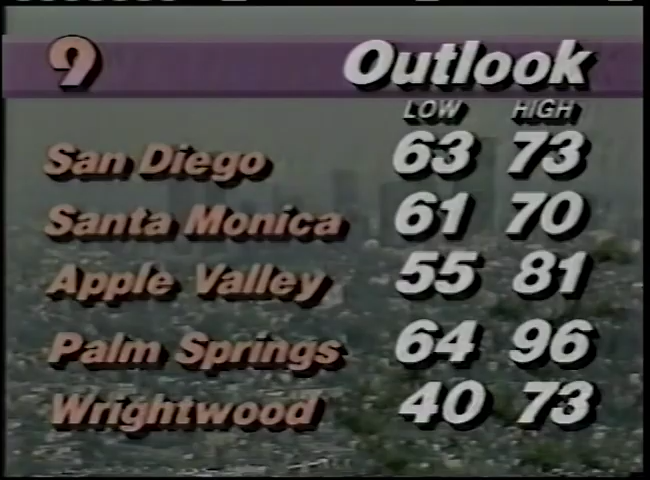 9 Outlook
LOW HIGH
San Diego 63 73
Santa Monica 61 70
Apple Valley 55 81
Palm Springs 64 96
Wrightwood 40 73